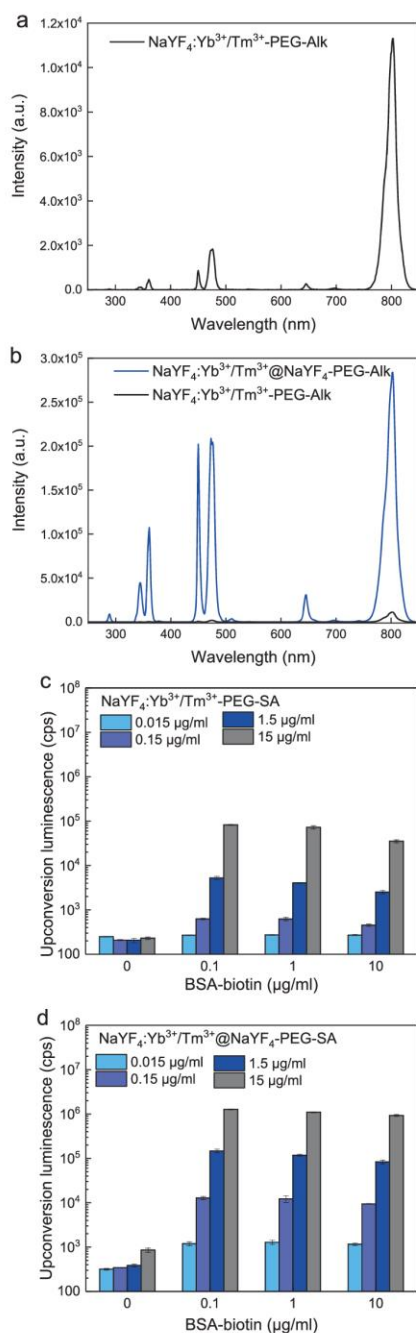 a
NaYF₄:Yb³⁺/Tm³⁺-PEG-Alk
1.2x10⁴
1.0x10⁴
8.0x10³
6.0x10³
4.0x10³
2.0x10³
0.0
Intensity (a.u.)
300 400 500 600 700 800
Wavelength (nm)
b
NaYF₄:Yb³⁺/Tm³⁺@NaYF₄-PEG-Alk
NaYF₄:Yb³⁺/Tm³⁺-PEG-Alk
3.0x10⁵
2.5x10⁵
2.0x10⁵
1.5x10⁵
1.0x10⁵
5.0x10⁴
0.0
Intensity (a.u.)
300 400 500 600 700 800
Wavelength (nm)
c
NaYF₄:Yb³⁺/Tm³⁺-PEG-SA
0.015 µg/ml 1.5 µg/ml
0.15 µg/ml 15 µg/ml
10⁸
10⁷
10⁶
10⁵
10⁴
10³
100
Upconversion luminescence (cps)
0 0.1 1 10
BSA-biotin (µg/ml)
d
NaYF₄:Yb³⁺/Tm³⁺@NaYF₄-PEG-SA
0.015 µg/ml 1.5 µg/ml
0.15 µg/ml 15 µg/ml
10⁸
10⁷
10⁶
10⁵
10⁴
10³
100
Upconversion luminescence (cps)
0 0.1 1 10
BSA-biotin (µg/ml)